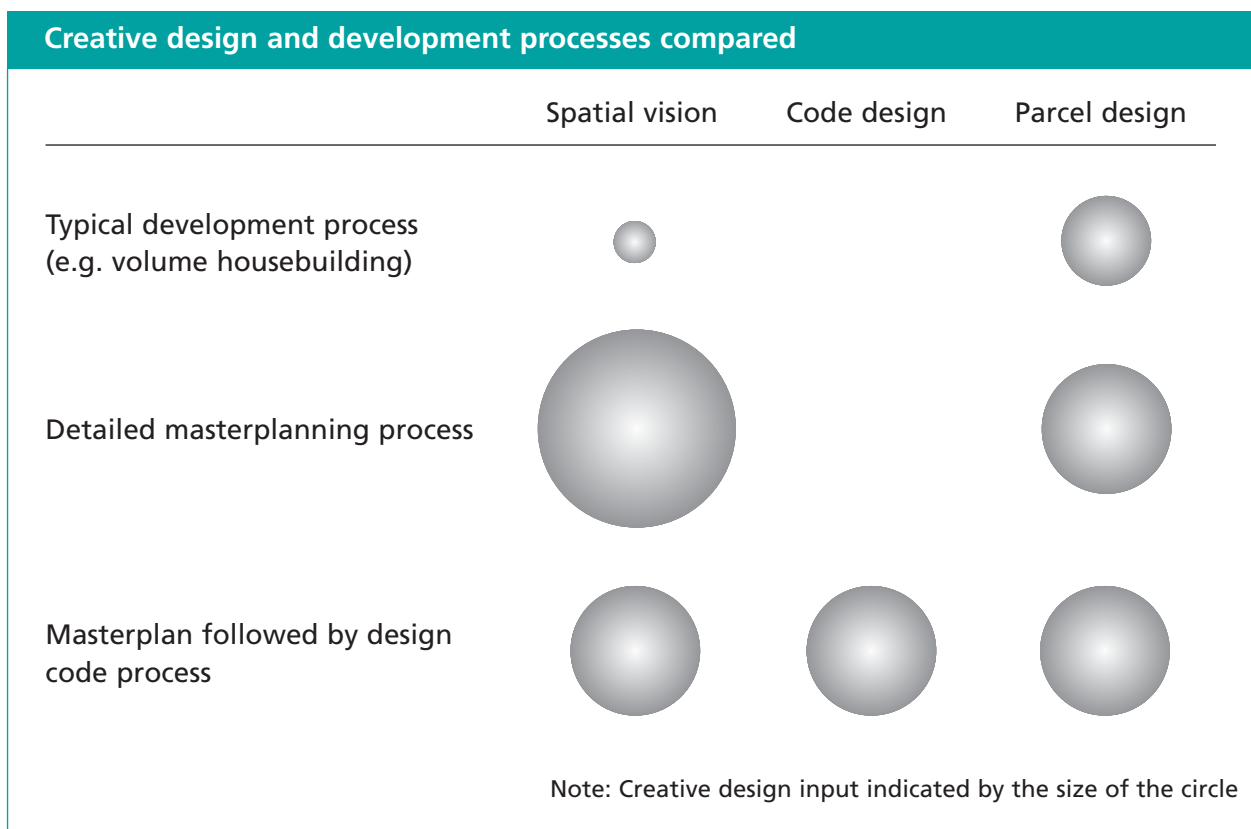 Creative design and development processes compared
Spatial vision Code design Parcel design
Typical development process
(e.g. volume housebuilding)
Detailed masterplanning process
Masterplan followed by design
code process
Note: Creative design input indicated by the size of the circle